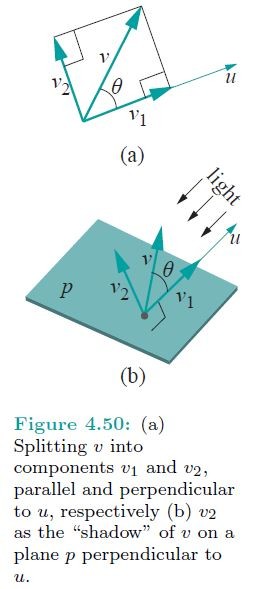 v
v2
θ
v1
u
(a)
light
u
p
v2
v
θ
v1
(b)
Figure 4.50: (a)
Splitting v into
components v1 and v2,
parallel and perpendicular
to u, respectively (b) v2
as the “shadow” of v on a
plane p perpendicular to
u.